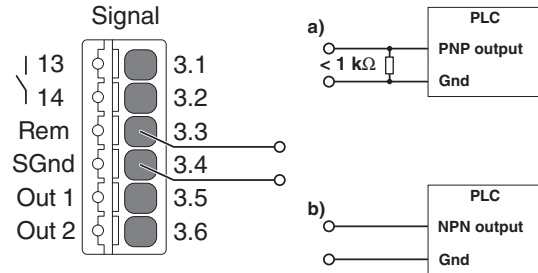 Signal
13 3.1
14 3.2
Rem 3.3
SGnd 3.4
Out 1 3.5
Out 2 3.6
a)
PLC
PNP output
< 1 kΩ
Gnd
b)
PLC
NPN output
Gnd